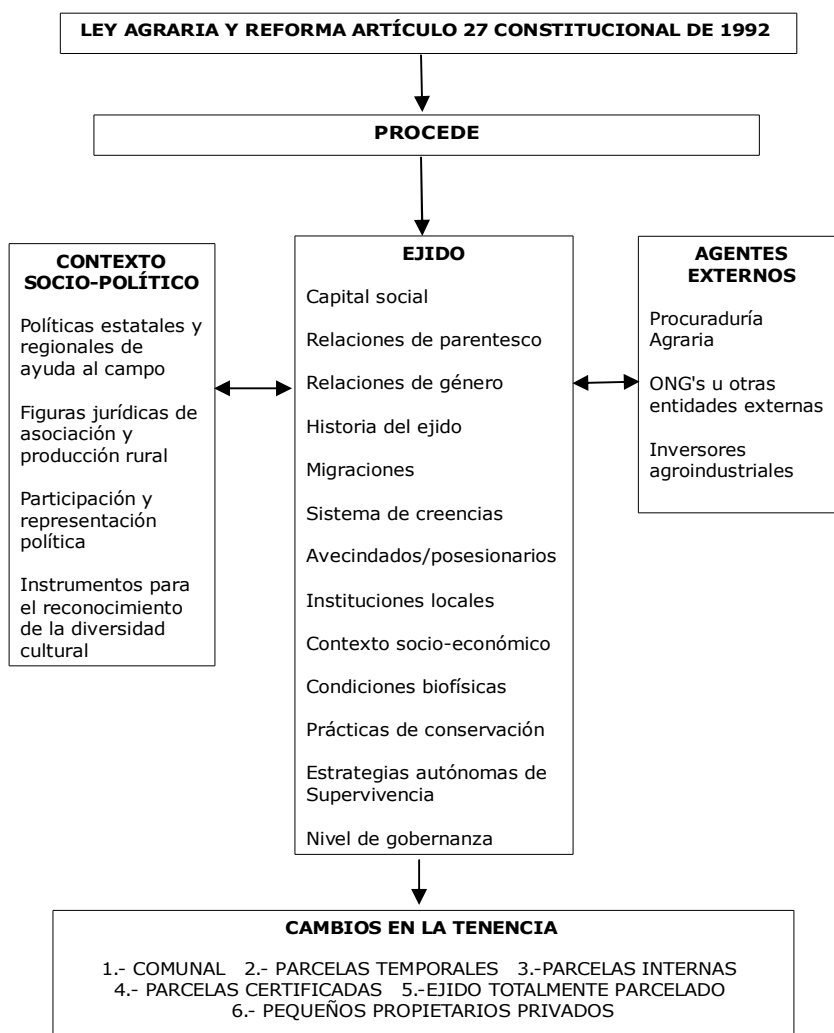 LEY AGRARIA Y REFORMA ARTÍCULO 27 CONSTITUCIONAL DE 1992
PROCEDE
CONTEXTO
SOCIO-POLÍTICO
Políticas estatales y
regionales de
ayuda al campo
Figuras jurídicas de
asociación y
producción rural
Participación y
representación
política
Instrumentos para
el reconocimiento
de la diversidad
cultural
EJIDO
Capital social
Relaciones de parentesco
Relaciones de género
Historia del ejido
Migraciones
Sistema de creencias
Avecindados/posesionarios
Instituciones locales
Contexto socio-económico
Condiciones biofísicas
Prácticas de conservación
Estrategias autónomas de
Supervivencia
Nivel de gobernanza
AGENTES
EXTERNOS
Procuraduría
Agraria
ONG's u otras
entidades externas
Inversores
agroindustriales
CAMBIOS EN LA TENENCIA
1.- COMUNAL 2.- PARCELAS TEMPORALES 3.-PARCELAS INTERNAS
4.- PARCELAS CERTIFICADAS 5.-EJIDO TOTALMENTE PARCELADO
6.- PEQUEÑOS PROPIETARIOS PRIVADOS